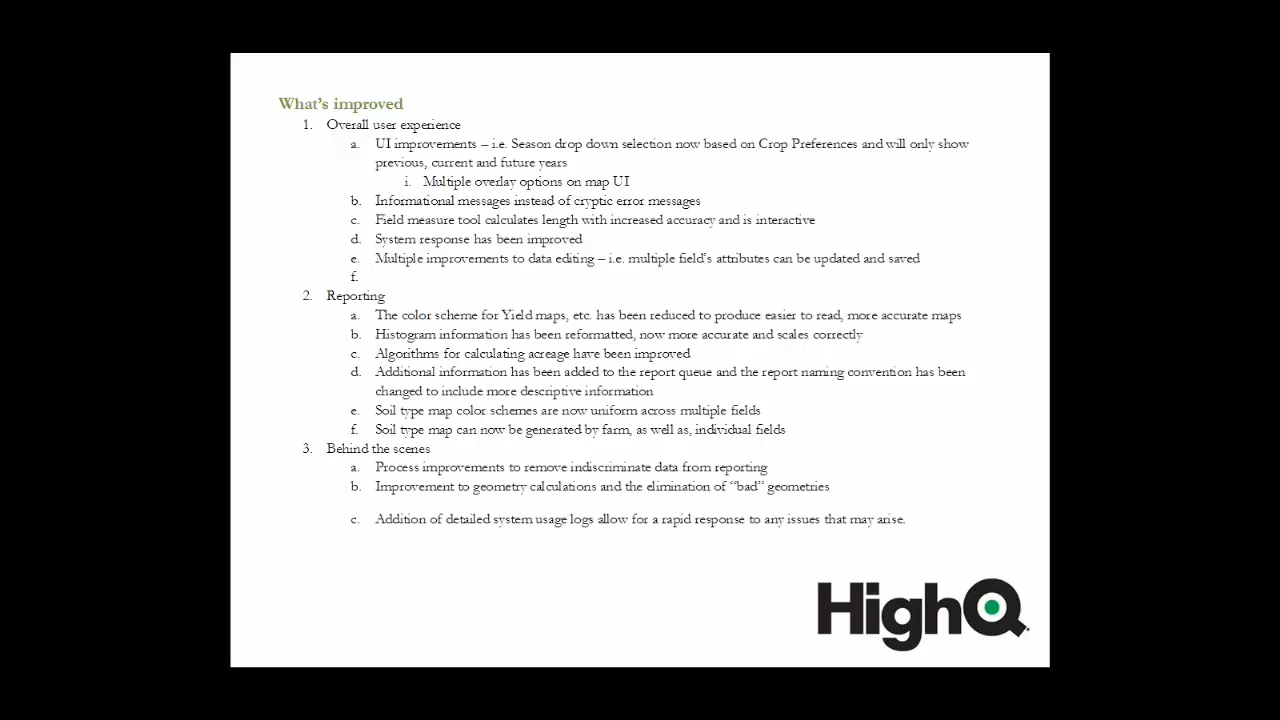 What's improved
1. Overall user experience
a. UI improvements – i.e. Season drop down selection now based on Crop Preferences and will only show
previous, current and future years
i. Multiple overlay options on map UI
b. Informational messages instead of cryptic error messages
c. Field measure tool calculates length with increased accuracy and is interactive
d. System response has been improved
e. Multiple improvements to data editing – i.e. multiple field's attributes can be updated and saved
f.
2. Reporting
a. The color scheme for Yield maps, etc. has been reduced to produce easier to read, more accurate maps
b. Histogram information has been reformatted, now more accurate and scales correctly
c. Algorithms for calculating acreage have been improved
d. Additional information has been added to the report queue and the report naming convention has been
changed to include more descriptive information
e. Soil type map color schemes are now uniform across multiple fields
f. Soil type map can now be generated by farm, as well as, individual fields
3. Behind the scenes
a. Process improvements to remove indiscriminate data from reporting
b. Improvement to geometry calculations and the elimination of “bad” geometries
c. Addition of detailed system usage logs allow for a rapid response to any issues that may arise.
HighQ